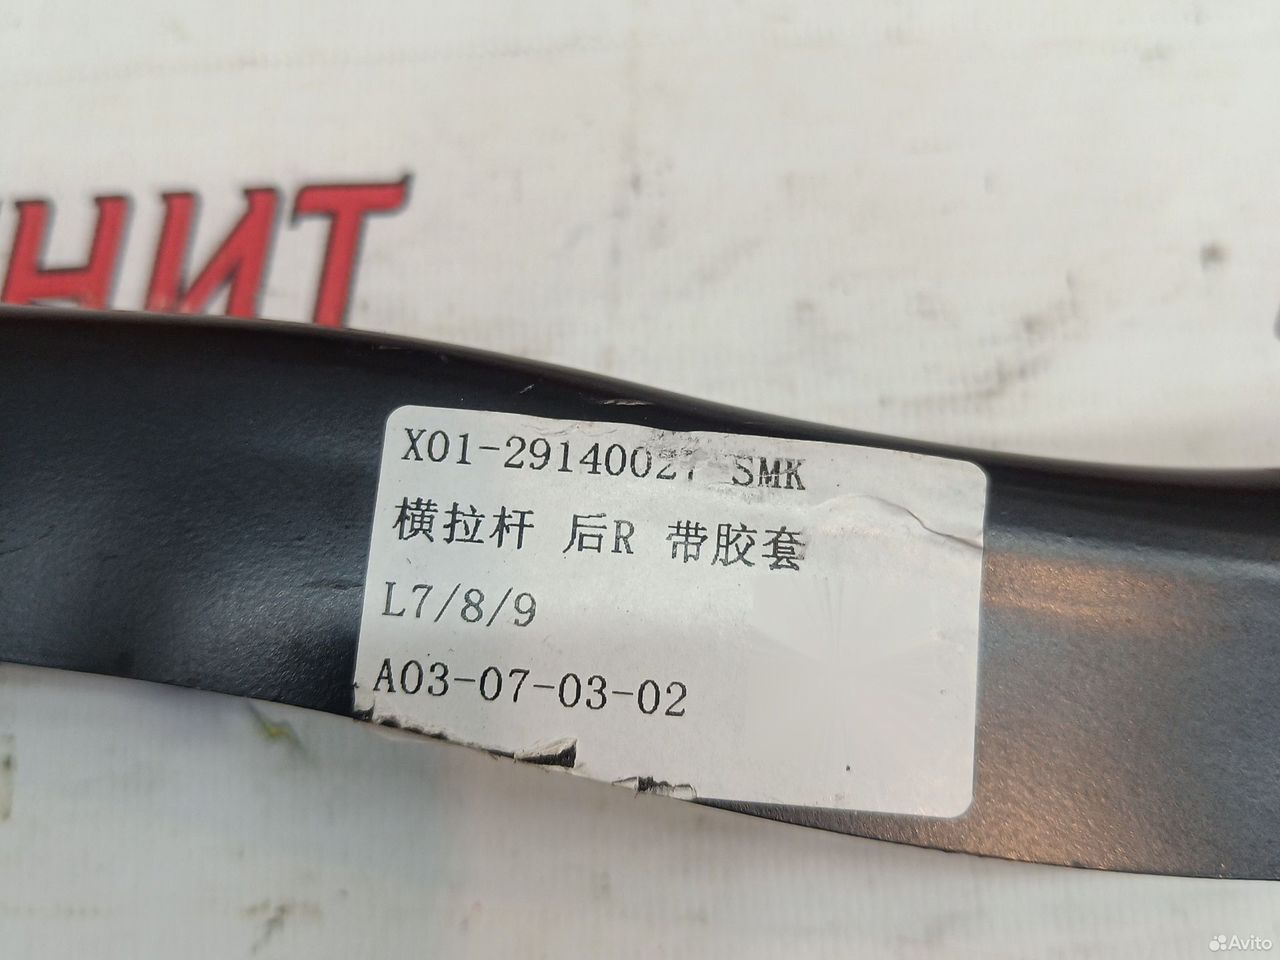 НИТ
X01-29140027 SMK
横拉杆 后R 带胶套
L7/8/9
A03-07-03-02
Avito